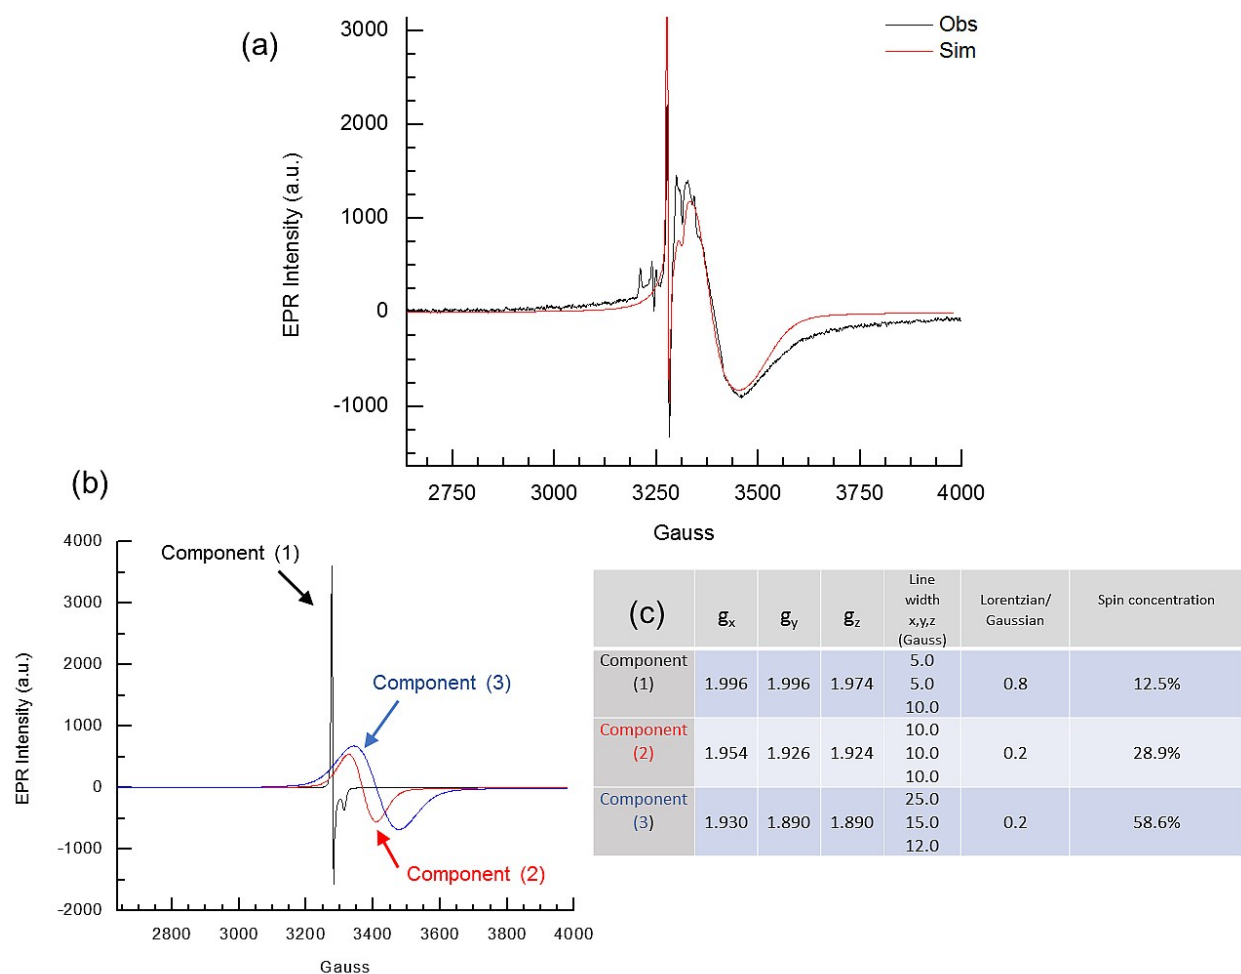 (a)
Obs
Sim
3000
2000
1000
0
-1000
EPR Intensity (a.u.)
2750 3000 3250 3500 3750 4000
Gauss
(b)
4000
3000
2000
1000
0
-1000
-2000
EPR Intensity (a.u.)
Component (1)
Component (3)
Component (2)
2800 3000 3200 3400 3600 3800 4000
Gauss
(c) gx gy gz Line width x,y,z (Gauss) Lorentzian/ Gaussian Spin concentration
Component (1) 1.996 1.996 1.974 5.0 5.0 10.0 0.8 12.5%
Component (2) 1.954 1.926 1.924 10.0 10.0 10.0 0.2 28.9%
Component (3) 1.930 1.890 1.890 25.0 15.0 12.0 0.2 58.6%